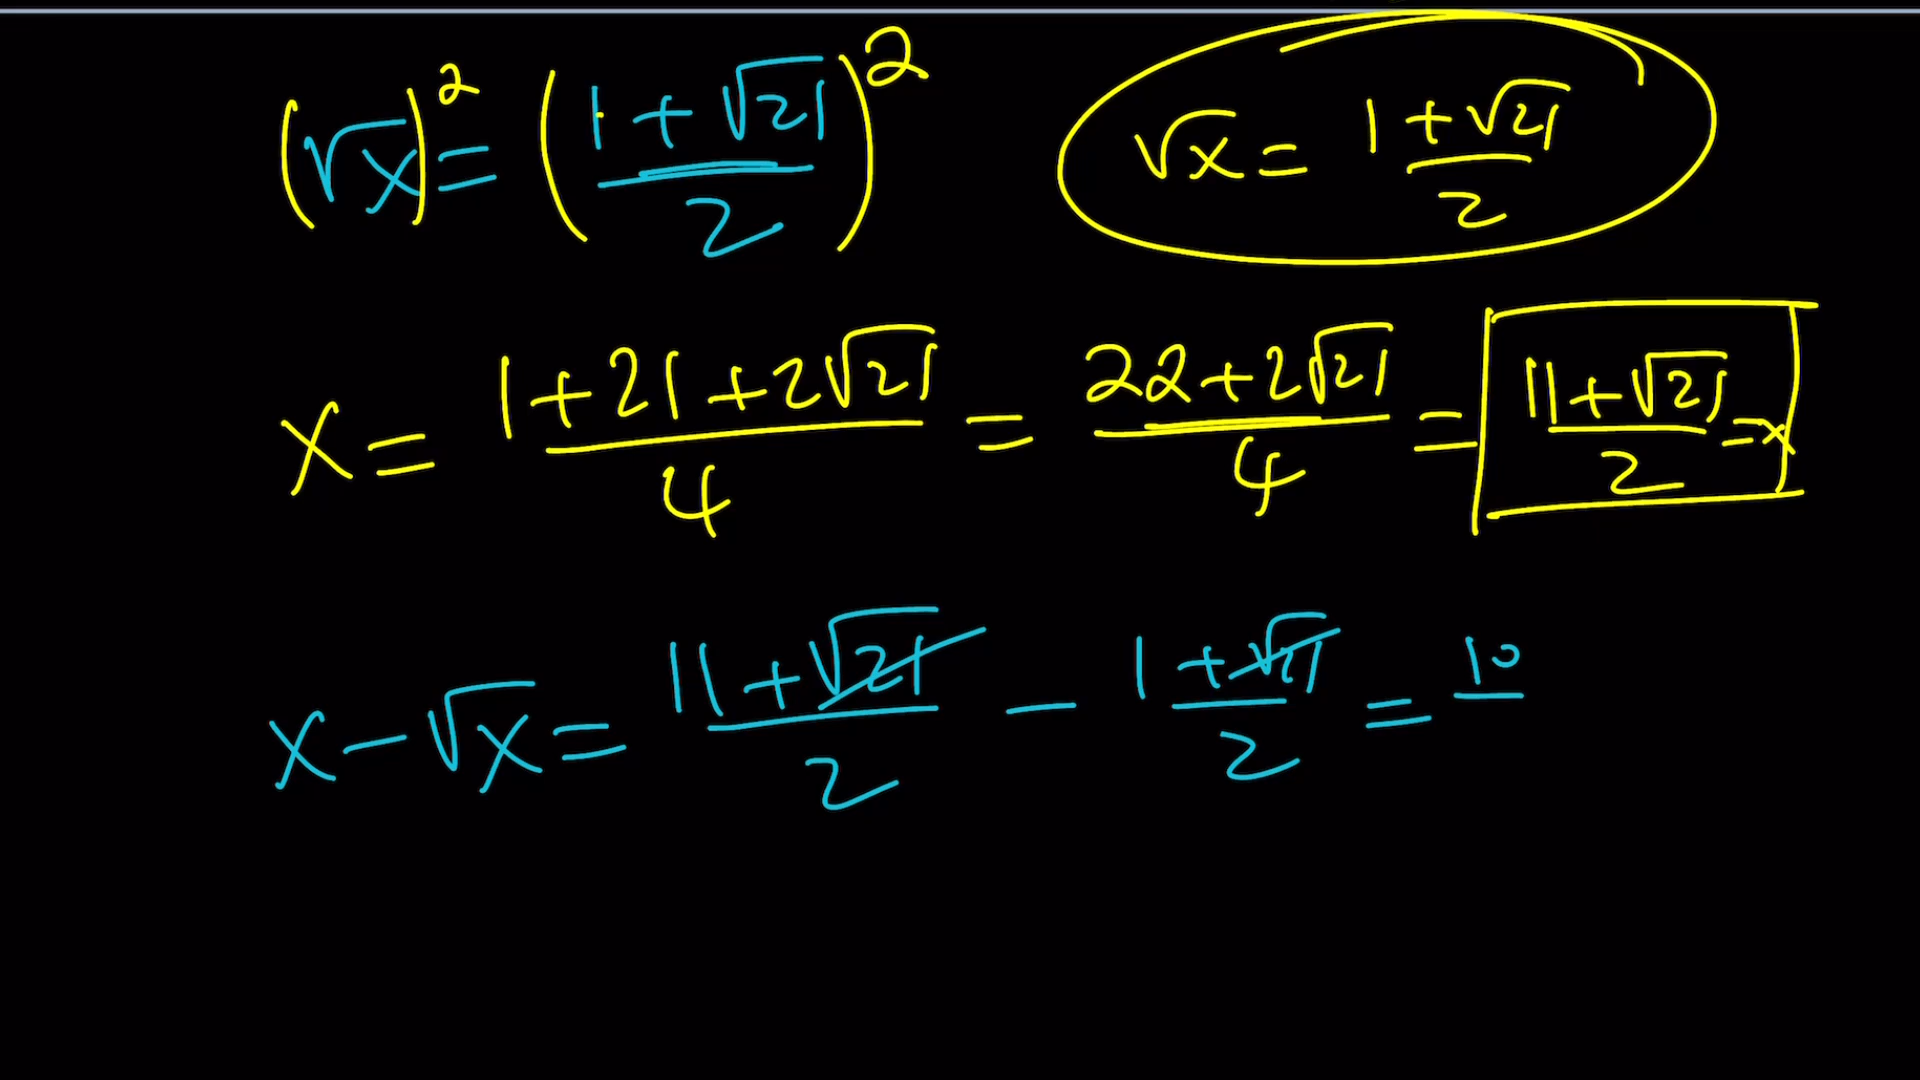 (√x)² = ((1 + √21)/2)² √x = (1 + √21)/2
x = (1 + 21 + 2√21)/4 = (22 + 2√21)/4 = (11 + √21)/2 = x
x − √x = (11 + √21)/2 − (1 + √21)/2 = 10